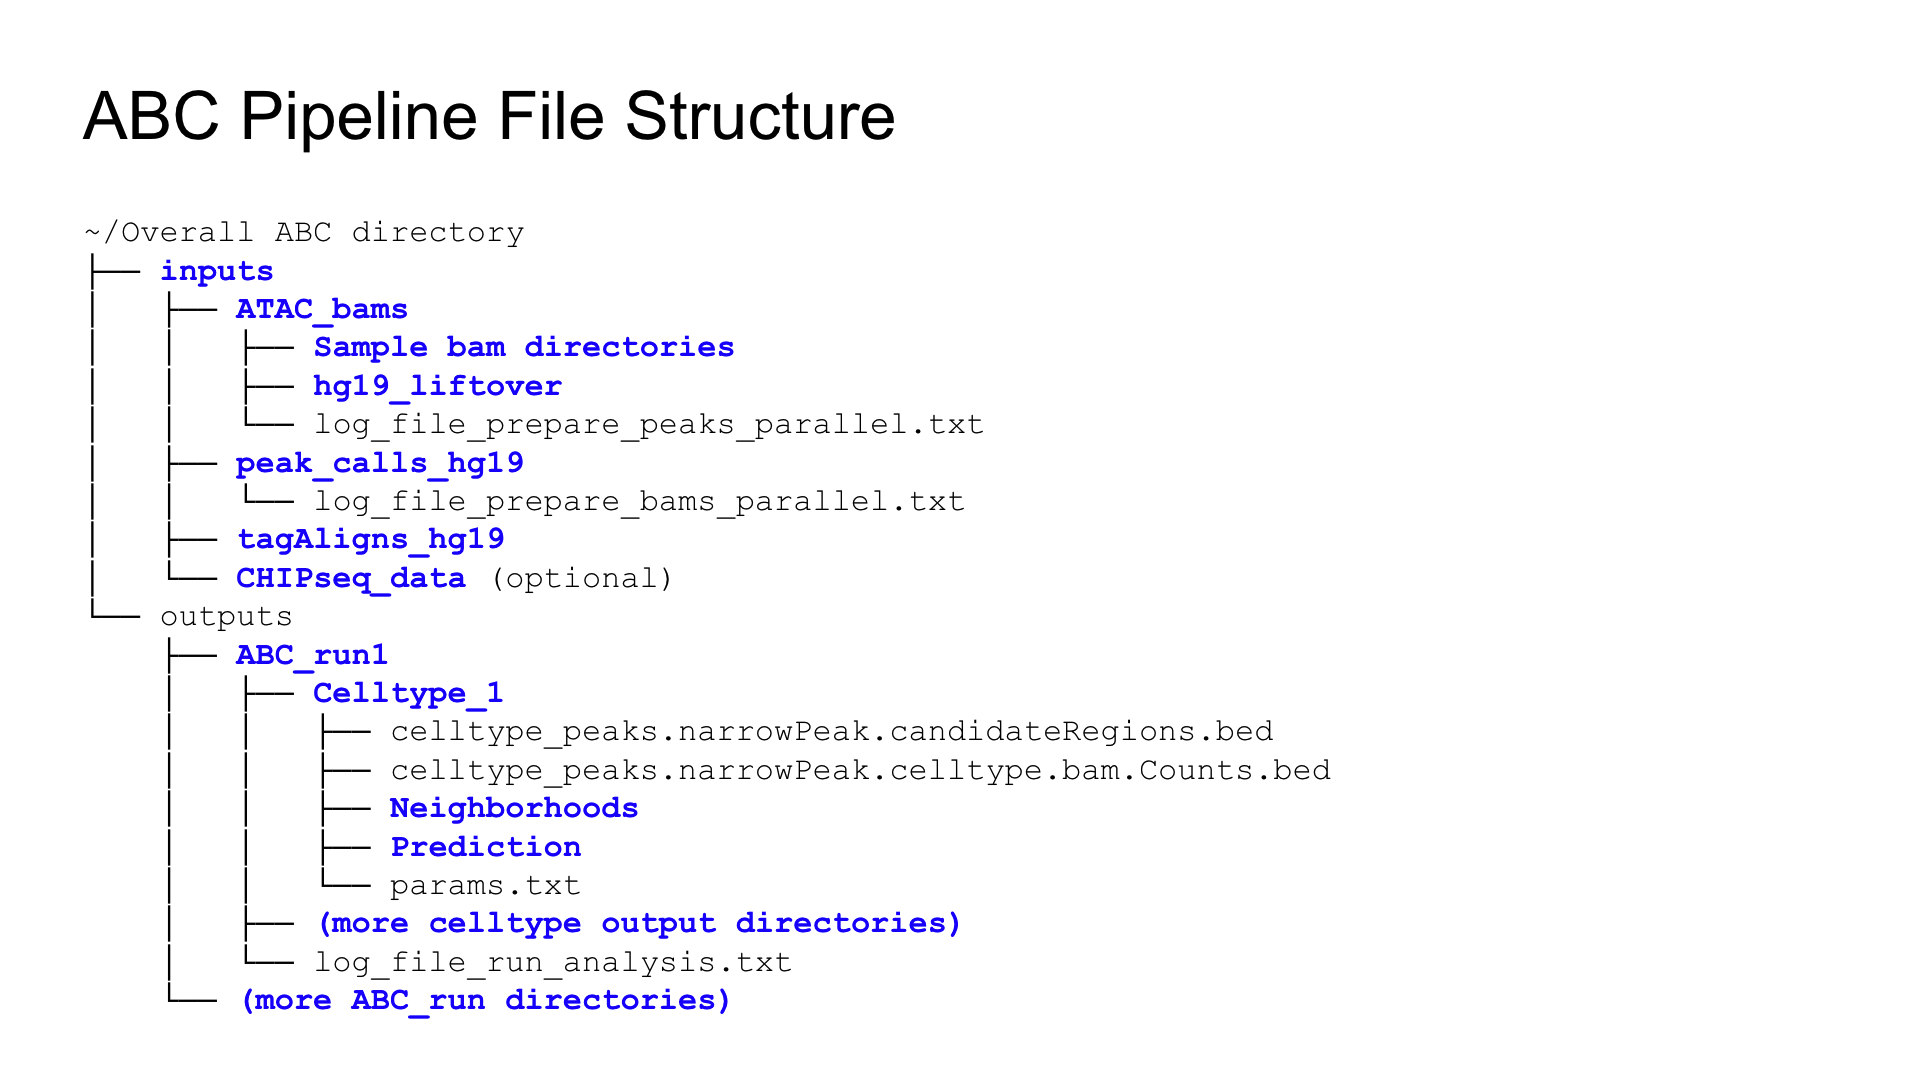 ABC Pipeline File Structure
~/Overall ABC directory
├── inputs
│   ├── ATAC_bams
│   │   ├── Sample bam directories
│   │   ├── hg19_liftover
│   │   └── log_file_prepare_peaks_parallel.txt
│   ├── peak_calls_hg19
│   │   └── log_file_prepare_bams_parallel.txt
│   ├── tagAligns_hg19
│   └── CHIPseq_data (optional)
└── outputs
    ├── ABC_run1
    │   ├── Celltype_1
    │   │   ├── celltype_peaks.narrowPeak.candidateRegions.bed
    │   │   ├── celltype_peaks.narrowPeak.celltype.bam.Counts.bed
    │   │   ├── Neighborhoods
    │   │   ├── Prediction
    │   │   └── params.txt
    │   ├── (more celltype output directories)
    │   └── log_file_run_analysis.txt
    └── (more ABC_run directories)